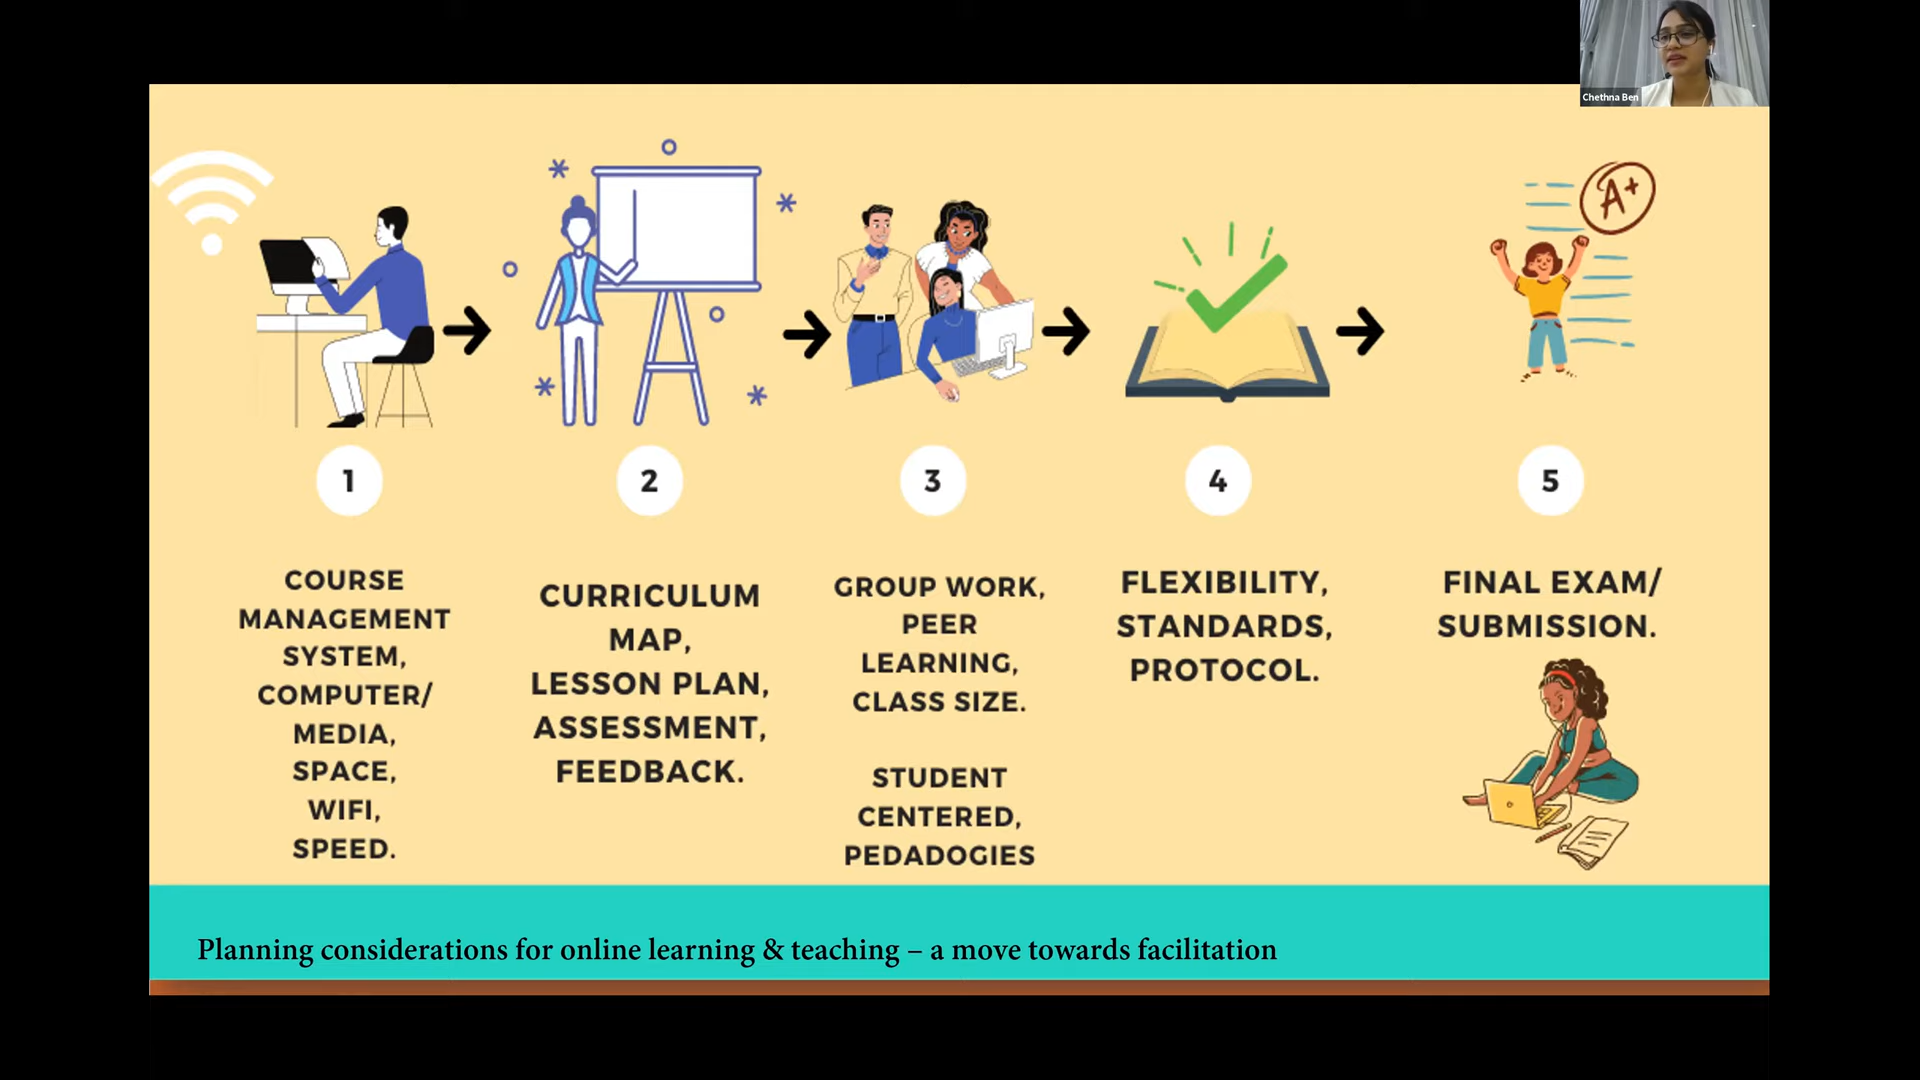 Chethna Ben
A+
1
COURSE
MANAGEMENT
SYSTEM,
COMPUTER/
MEDIA,
SPACE,
WIFI,
SPEED.
2
CURRICULUM
MAP,
LESSON PLAN,
ASSESSMENT,
FEEDBACK.
3
GROUP WORK,
PEER
LEARNING,
CLASS SIZE.
STUDENT
CENTERED,
PEDADOGIES
4
FLEXIBILITY,
STANDARDS,
PROTOCOL.
5
FINAL EXAM/
SUBMISSION.
Planning considerations for online learning & teaching – a move towards facilitation